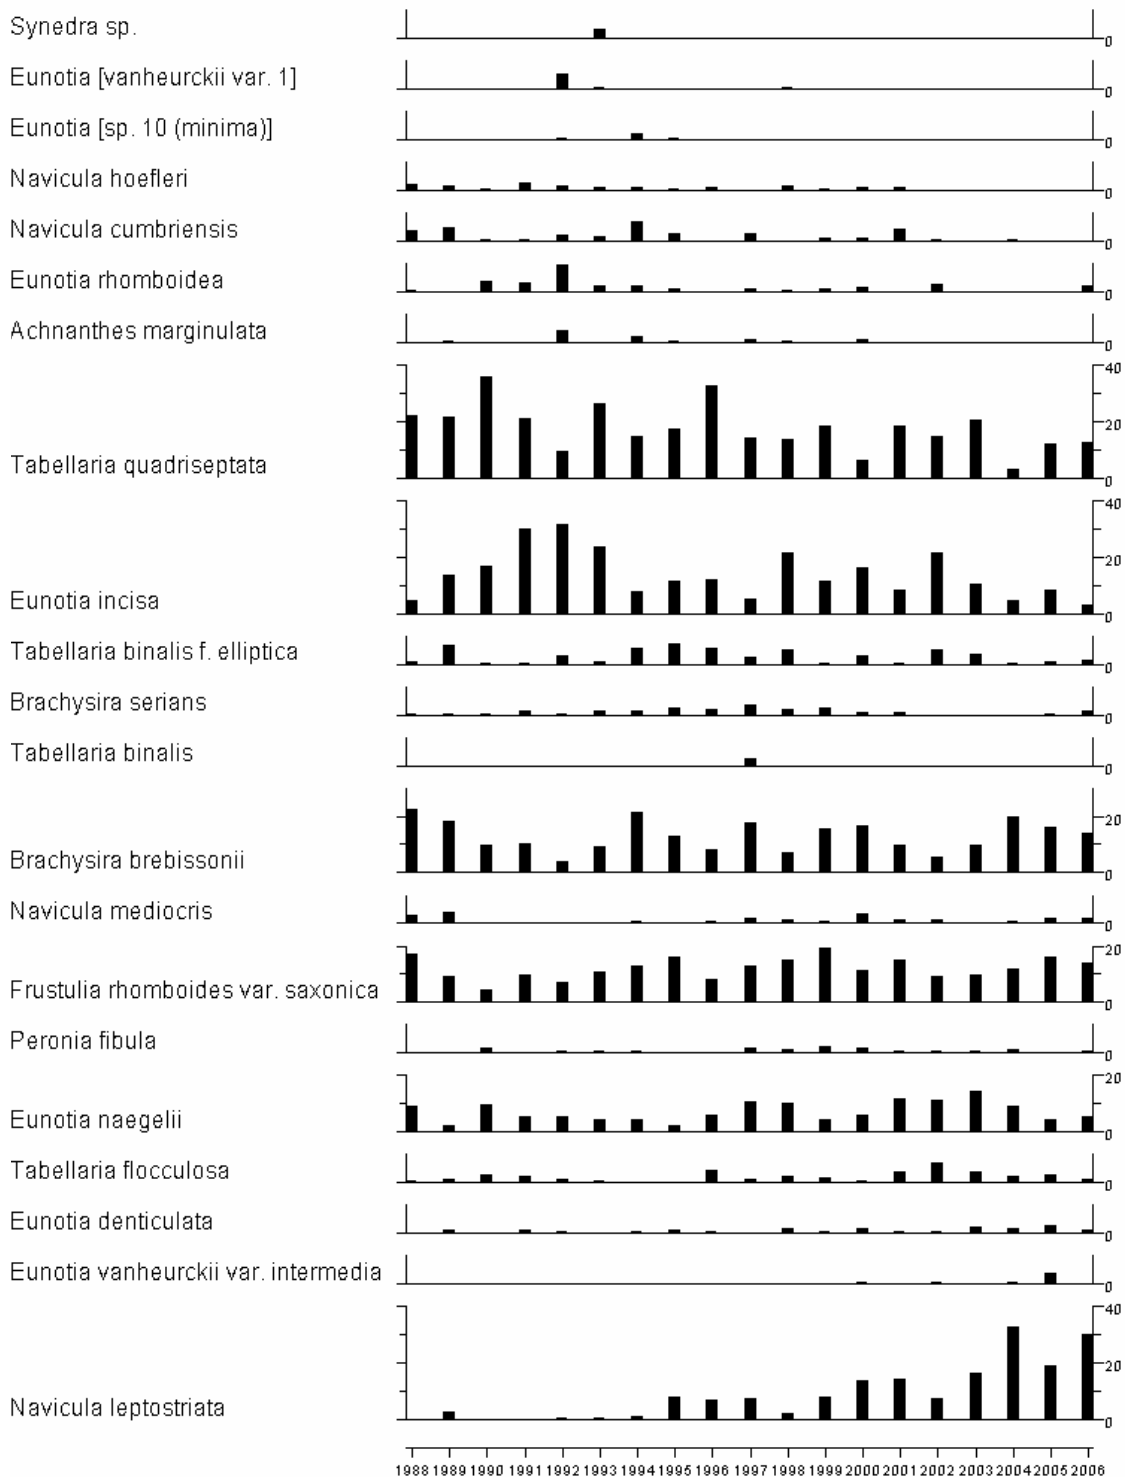 Synedra sp.
0
Eunotia [vanheurckii var. 1]
0
Eunotia [sp. 10 (minima)]
0
Navicula hoefleri
0
Navicula cumbriensis
0
Eunotia rhomboidea
0
Achnanthes marginulata
0
40
20
Tabellaria quadriseptata
0
40
20
Eunotia incisa
0
Tabellaria binalis f. elliptica
0
Brachysira serians
0
Tabellaria binalis
0
20
Brachysira brebissonii
0
Navicula mediocris
0
20
Frustulia rhomboides var. saxonica
0
Peronia fibula
0
20
Eunotia naegelii
0
Tabellaria flocculosa
0
Eunotia denticulata
0
Eunotia vanheurckii var. intermedia
0
40
20
Navicula leptostriata
0
1988 1989 1990 1991 1992 1993 1994 1995 1996 1997 1998 1999 2000 2001 2002 2003 2004 2005 2006